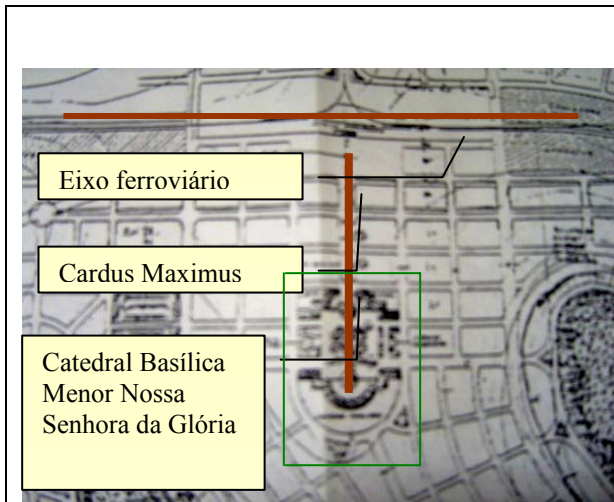 Eixo ferroviário
Cardus Maximus
Catedral Basílica
Menor Nossa
Senhora da Glória